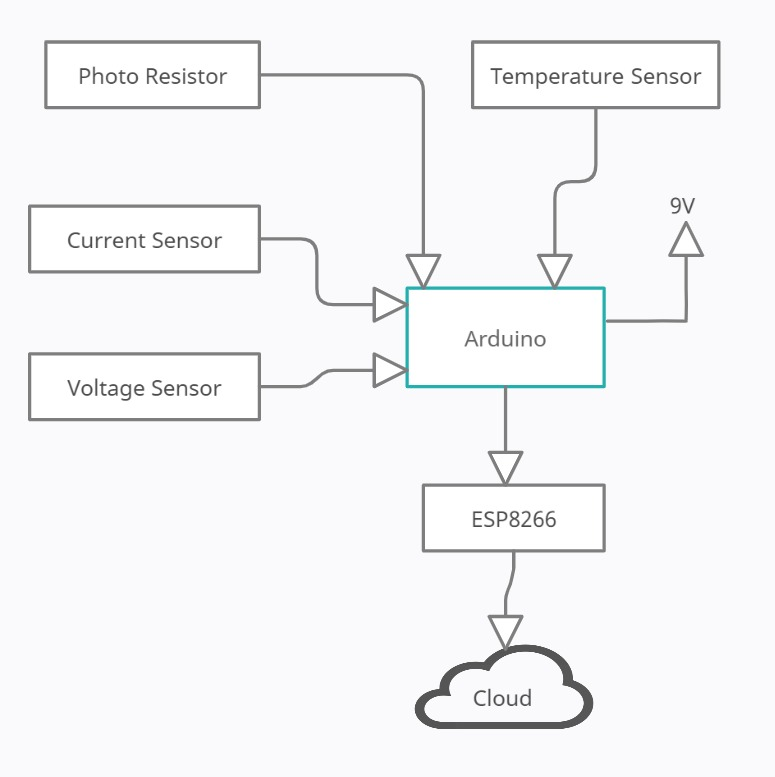 Photo Resistor
Temperature Sensor
9V
Current Sensor
Arduino
Voltage Sensor
ESP8266
Cloud